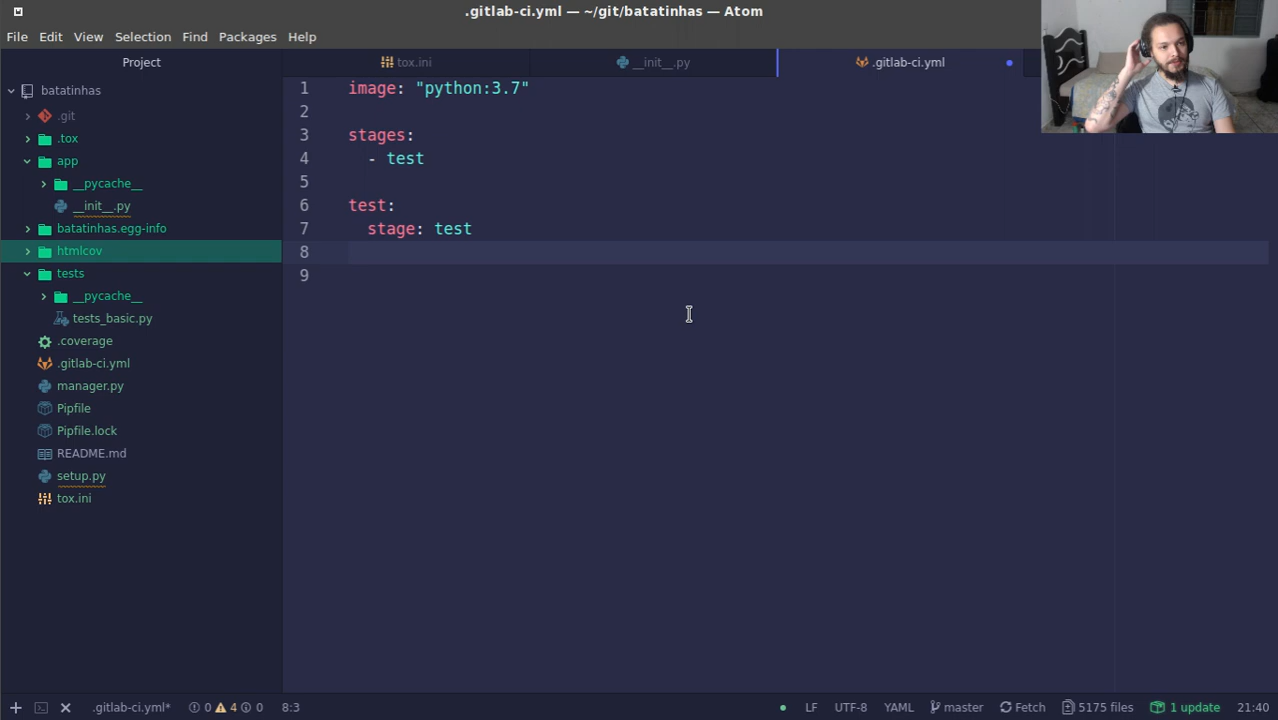 .gitlab-ci.yml — ~/git/batatinhas — Atom
File Edit View Selection Find Packages Help
Project
batatinhas
.git
.tox
app
__pycache__
__init__.py
batatinhas.egg-info
htmlcov
tests
__pycache__
tests_basic.py
.coverage
.gitlab-ci.yml
manager.py
Pipfile
Pipfile.lock
README.md
setup.py
tox.ini
tox.ini __init__.py .gitlab-ci.yml
1 image: "python:3.7"
2
3 stages:
4 - test
5
6 test:
7 stage: test
8
9
.gitlab-ci.yml* 0 4 0 8:3 LF UTF-8 YAML master Fetch 5175 files 1 update 21:40